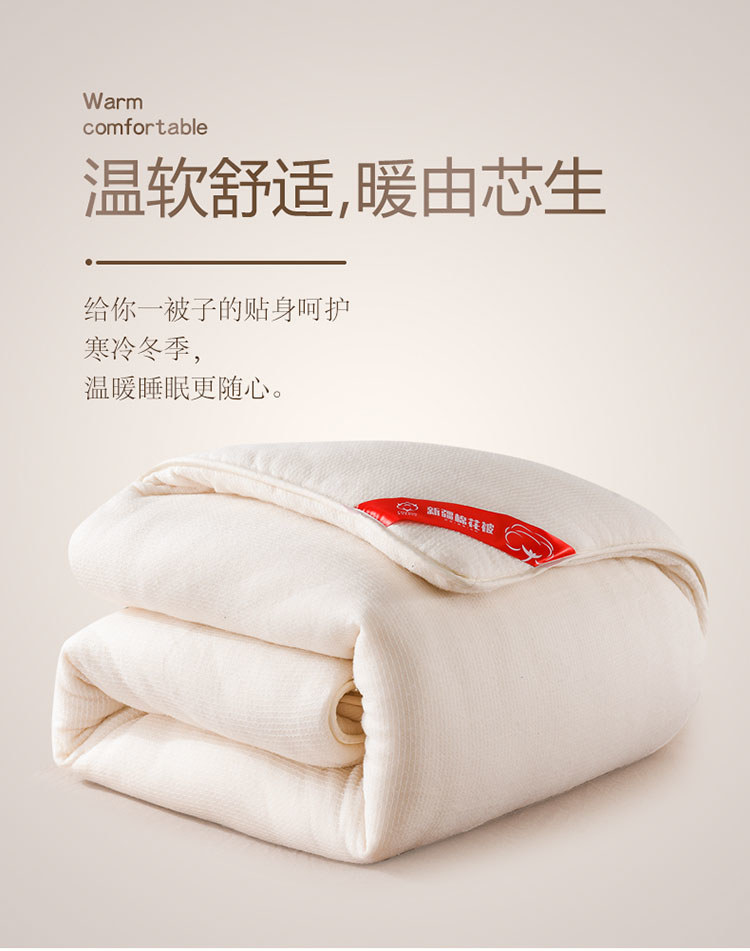 Warm
comfortable
温软舒适,暖由芯生
给你一被子的贴身呵护
寒冷冬季，
温暖睡眠更随心。
新疆棉花被